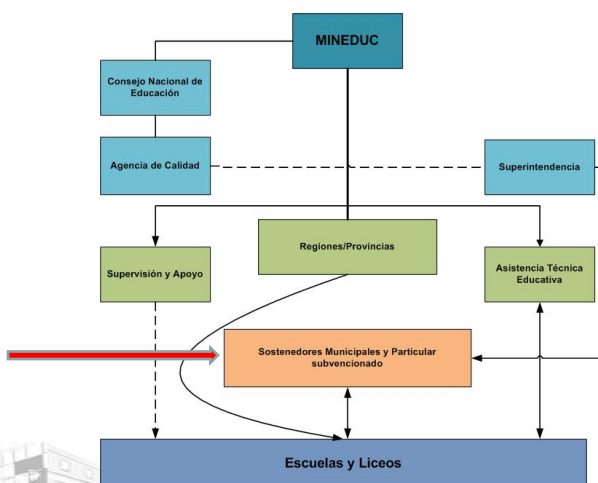 MINEDUC
Consejo Nacional de
Educación
Agencia de Calidad
Superintendencia
Supervisión y Apoyo
Regiones/Provincias
Asistencia Técnica
Educativa
Sostenedores Municipales y Particular
subvencionado
Escuelas y Liceos